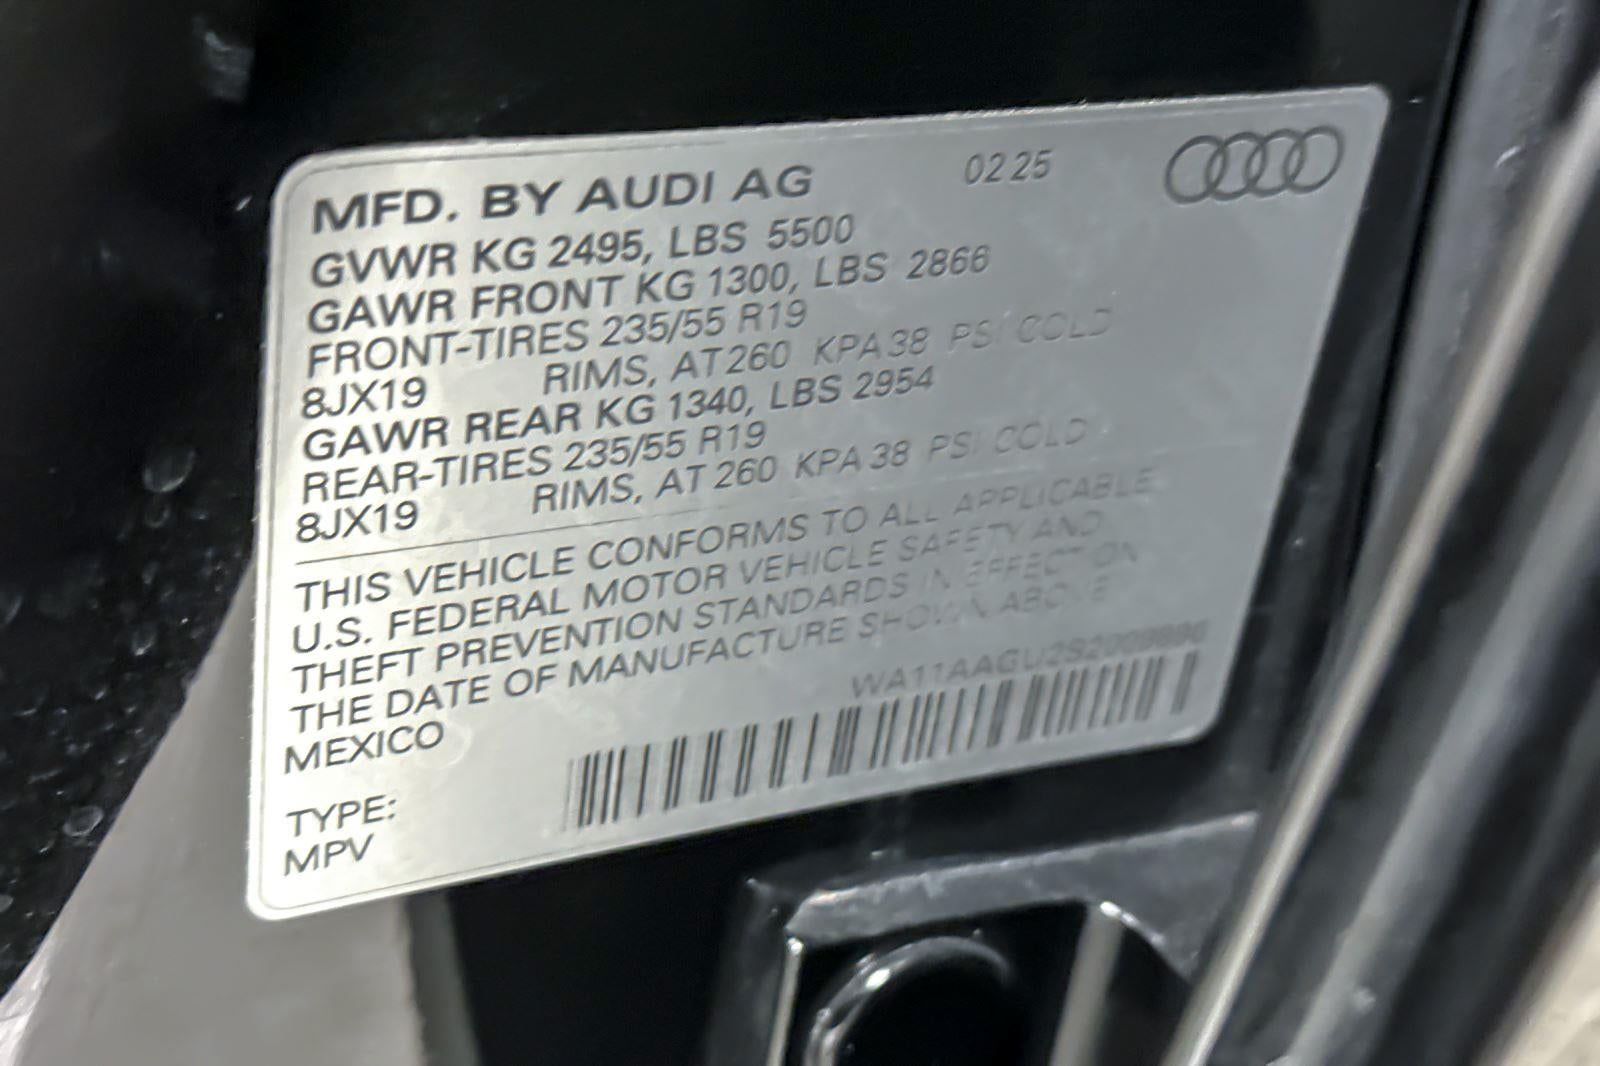 MFD. BY AUDI AG 02 25
GVWR KG 2495, LBS 5500
GAWR FRONT KG 1300, LBS 2866
FRONT-TIRES 235/55 R19
8JX19 RIMS, AT 260 KPA 38 PSI COLD
GAWR REAR KG 1340, LBS 2954
REAR-TIRES 235/55 R19
8JX19 RIMS, AT 260 KPA 38 PSI COLD
THIS VEHICLE CONFORMS TO ALL APPLICABLE
U.S. FEDERAL MOTOR VEHICLE SAFETY AND
THEFT PREVENTION STANDARDS IN EFFECT ON
THE DATE OF MANUFACTURE SHOWN ABOVE
MEXICO
TYPE:
MPV